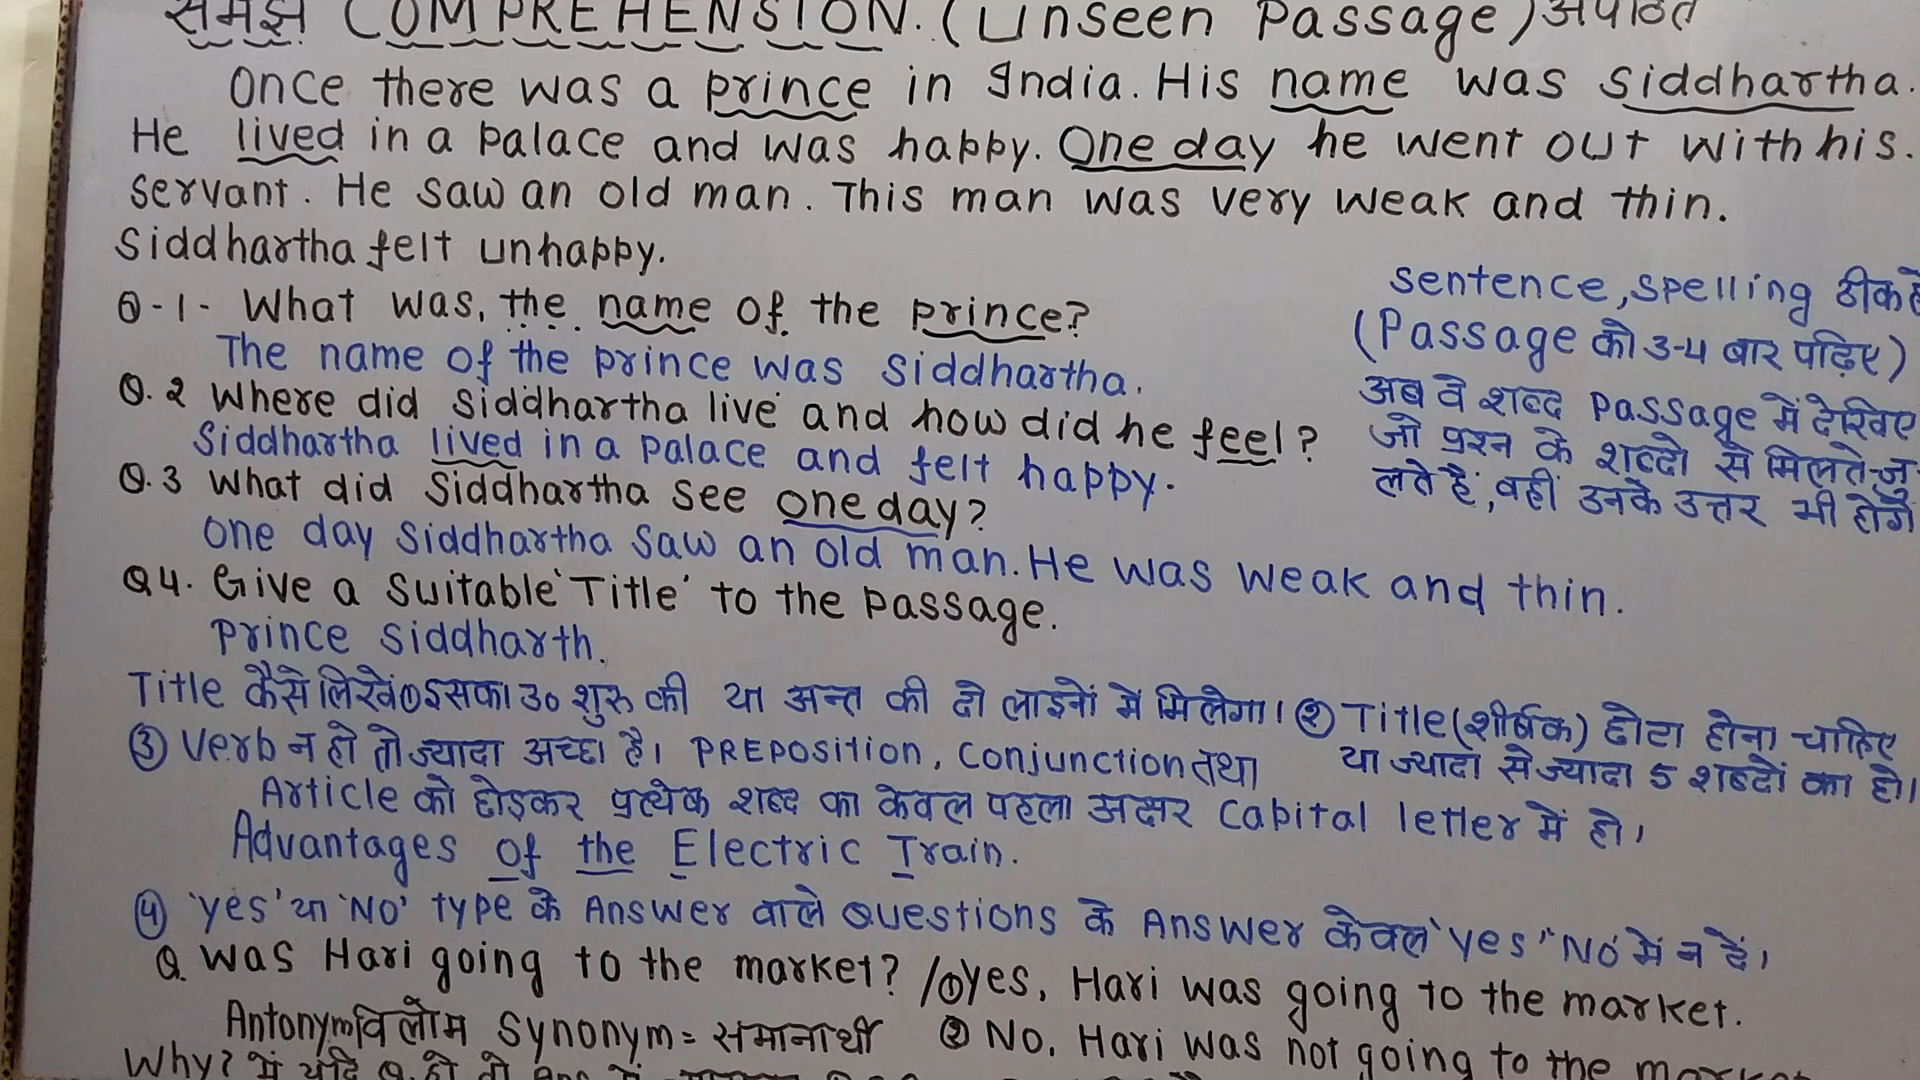 समझ COMPREHENSION. (Unseen Passage) अपठित
Once there was a prince in India. His name was Siddhartha.
He lived in a palace and was happy. One day he went out with his.
servant. He saw an old man. This man was very weak and thin.
Siddhartha felt unhappy.
Q-1- What was, the name of the prince?
The name of the prince was Siddhartha.
Q.2 Where did Siddhartha live and how did he feel?
Siddhartha lived in a palace and felt happy.
Q.3 What did Siddhartha see one day?
One day Siddhartha saw an old man. He was weak and thin.
Q4. Give a suitable 'Title' to the passage.
Prince Siddharth.
sentence, spelling ठीक
(Passage को 3-4 बार पढ़िए)
अब वे शब्द Passage में देखिए
जो प्रश्न के शब्दो से मिलते-जु-
लते हैं, वहीं उनके उत्तर भी होंगे
Title कैसे लिखें ① इसका उ० शुरू की या अन्त की दो लाइनों में मिलेगा। ② Title (शीर्षक) छोटा होना चाहिए
या ज्यादा से ज्यादा 5 शब्दों का हो।
③ Verb न हो तो ज्यादा अच्छा है। PREPOSITION, Conjunction तथा
Article को छोड़कर प्रत्येक शब्द का केवल पहला अक्षर Capital letter में हो।
Advantages of the Electric Train.
④ 'yes' या 'No' type के Answer वाले Questions के Answer केवल 'yes' 'No' में न दें।
Q Was Hari going to the market? / ① Yes, Hari was going to the market.
Antonym विलोम Synonym = समानार्थी ② No, Hari was not going to the market
Why? में यदि Q. हो तो Ans में